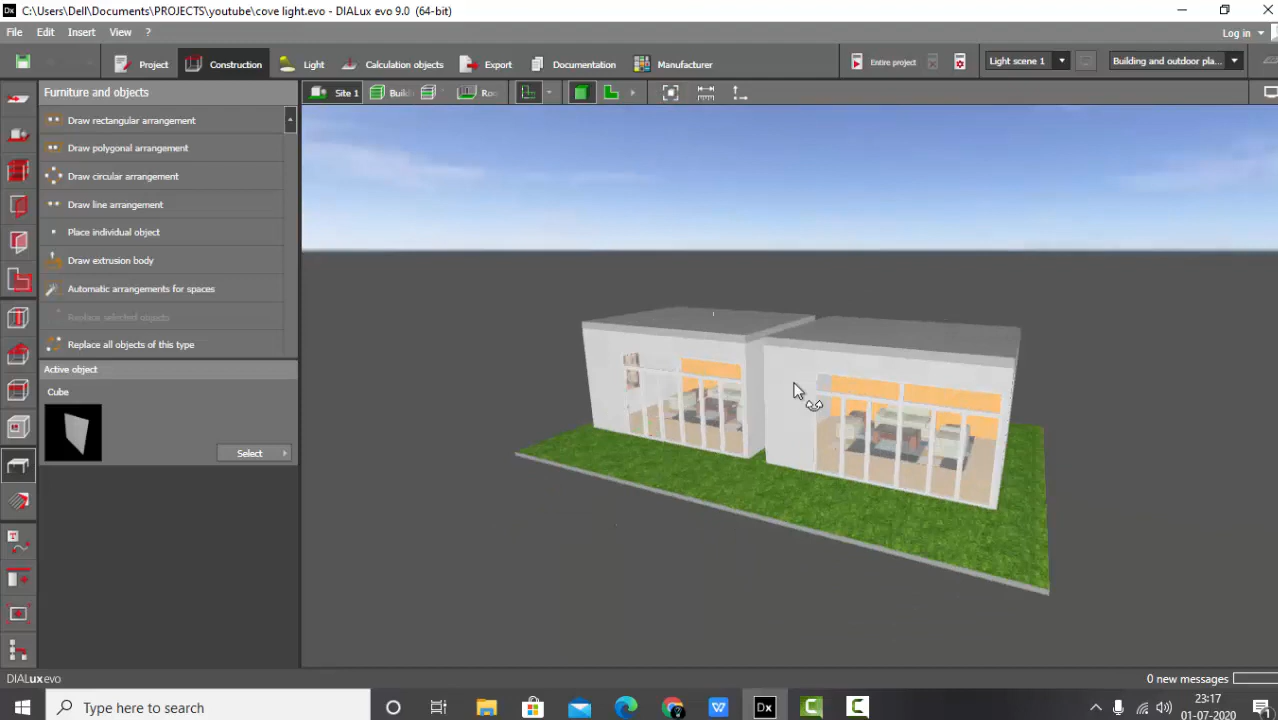 C:\Users\Dell\Documents\PROJECTS\youtube\cove light.evo - DIALux evo 9.0 (64-bit)
File Edit Insert View ? Log in
Project Construction Light Calculation objects Export Documentation Manufacturer Entire project Light scene 1 Building and outdoor pla...
Furniture and objects Site 1 Build Ro
Draw rectangular arrangement
Draw polygonal arrangement
Draw circular arrangement
Draw line arrangement
Place individual object
Draw extrusion body
Automatic arrangements for spaces
Replace selected objects
Replace all objects of this type
Active object
Cube
Select
DIALux evo 0 new messages
Type here to search Dx 23:17
01-07-2020